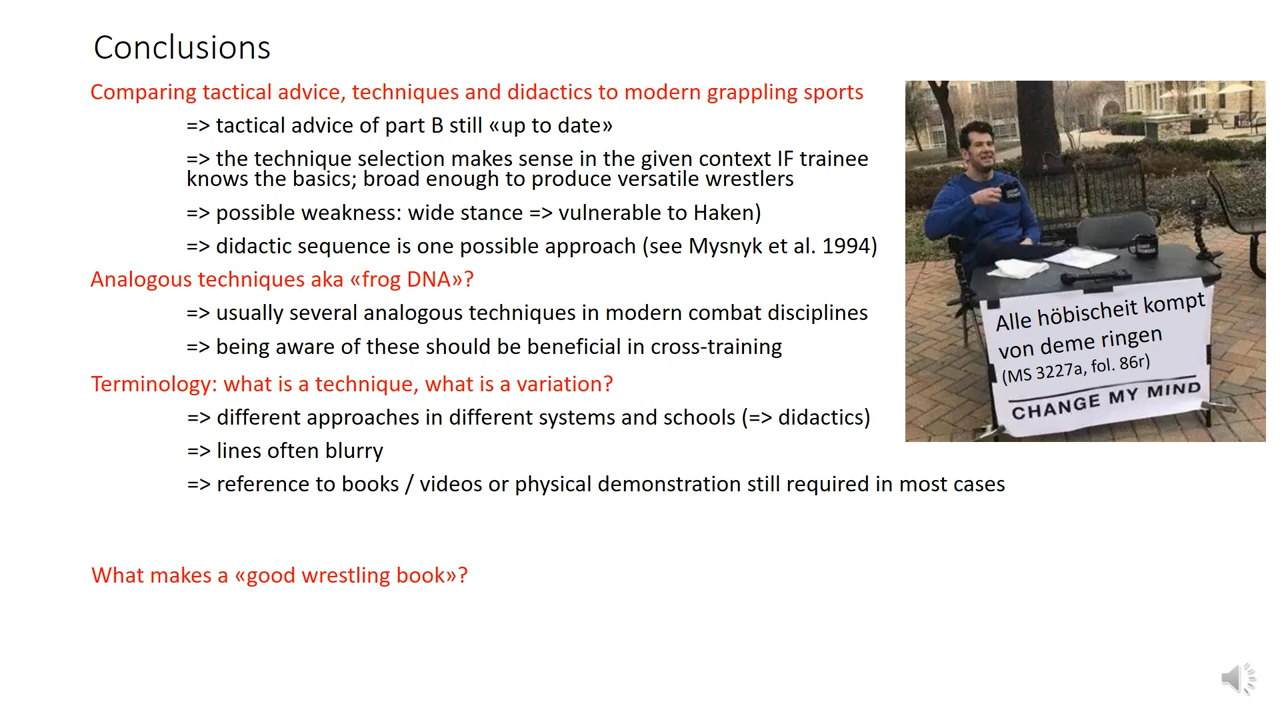 Conclusions
Comparing tactical advice, techniques and didactics to modern grappling sports
=> tactical advice of part B still «up to date»
=> the technique selection makes sense in the given context IF trainee
knows the basics; broad enough to produce versatile wrestlers
=> possible weakness: wide stance => vulnerable to Haken)
=> didactic sequence is one possible approach (see Mysnyk et al. 1994)
Analogous techniques aka «frog DNA»?
=> usually several analogous techniques in modern combat disciplines
=> being aware of these should be beneficial in cross-training
Terminology: what is a technique, what is a variation?
=> different approaches in different systems and schools (=> didactics)
=> lines often blurry
=> reference to books / videos or physical demonstration still required in most cases
What makes a «good wrestling book»?
Alle höbischeit kompt
von deme ringen
(MS 3227a, fol. 86r)
CHANGE MY MIND